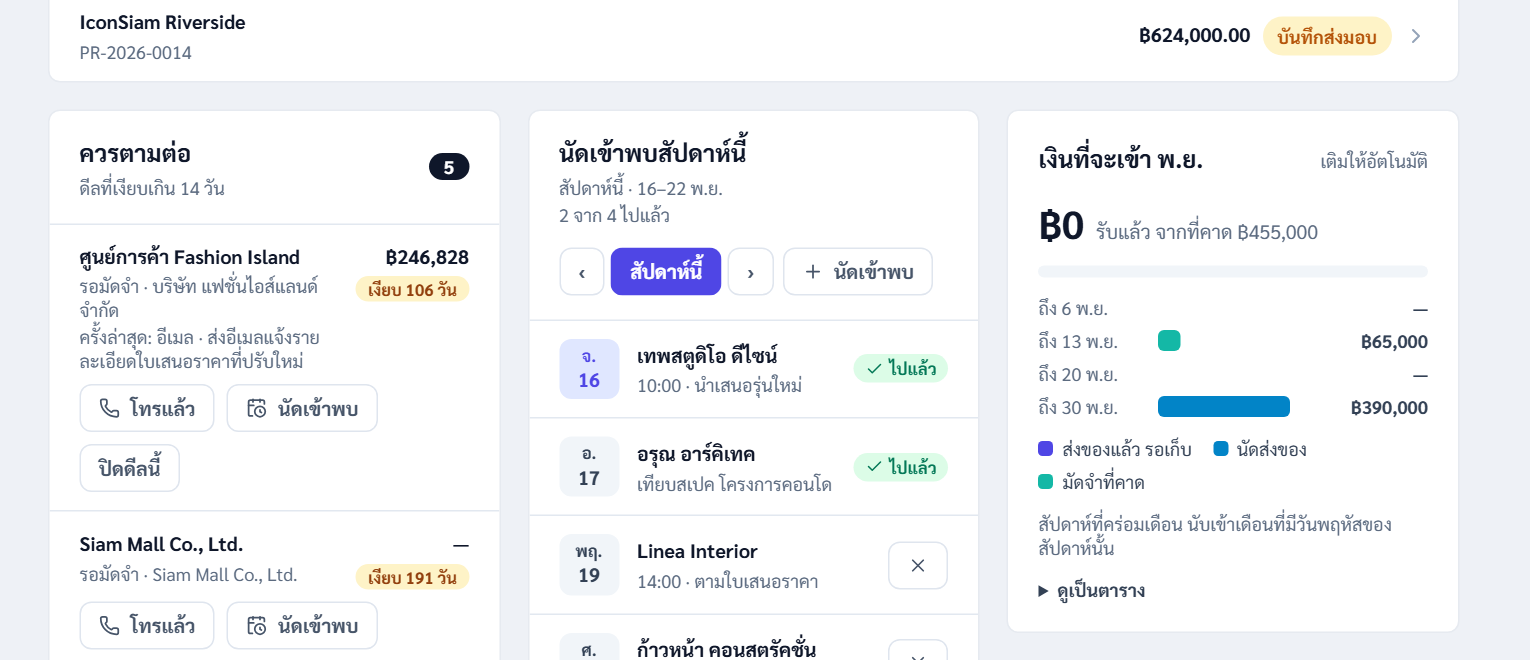 IconSiam Riverside
PR-2026-0014
฿624,000.00
บันทึกส่งมอบ
ควรตามต่อ
ดีลที่เงียบเกิน 14 วัน
5
ศูนย์การค้า Fashion Island
฿246,828
รอมัดจำ · บริษัท แฟชั่นไอส์แลนด์
จำกัด
เงียบ 106 วัน
ครั้งล่าสุด: อีเมล · ส่งอีเมลแจ้งราย
ละเอียดใบเสนอราคาที่ปรับใหม่
โทรแล้ว
นัดเข้าพบ
ปิดดีลนี้
Siam Mall Co., Ltd.
—
รอมัดจำ · Siam Mall Co., Ltd.
เงียบ 191 วัน
โทรแล้ว
นัดเข้าพบ
นัดเข้าพบสัปดาห์นี้
สัปดาห์นี้ · 16–22 พ.ย.
2 จาก 4 ไปแล้ว
‹
สัปดาห์นี้
›
+ นัดเข้าพบ
จ.
16
เทพสตูดิโอ ดีไซน์
10:00 · นำเสนอรุ่นใหม่
ไปแล้ว
อ.
17
อรุณ อาร์คิเทค
เทียบสเปค โครงการคอนโด
ไปแล้ว
พฤ.
19
Linea Interior
14:00 · ตามใบเสนอราคา
ศ.
ก้าวหน้า คอนสตรัคชั่น
เงินที่จะเข้า พ.ย.
เติมให้อัตโนมัติ
฿0 รับแล้ว จากที่คาด ฿455,000
ถึง 6 พ.ย. —
ถึง 13 พ.ย. ฿65,000
ถึง 20 พ.ย. —
ถึง 30 พ.ย. ฿390,000
ส่งของแล้ว รอเก็บ
นัดส่งของ
มัดจำที่คาด
สัปดาห์ที่คร่อมเดือน นับเข้าเดือนที่มีวันพฤหัสของ
สัปดาห์นั้น
ดูเป็นตาราง